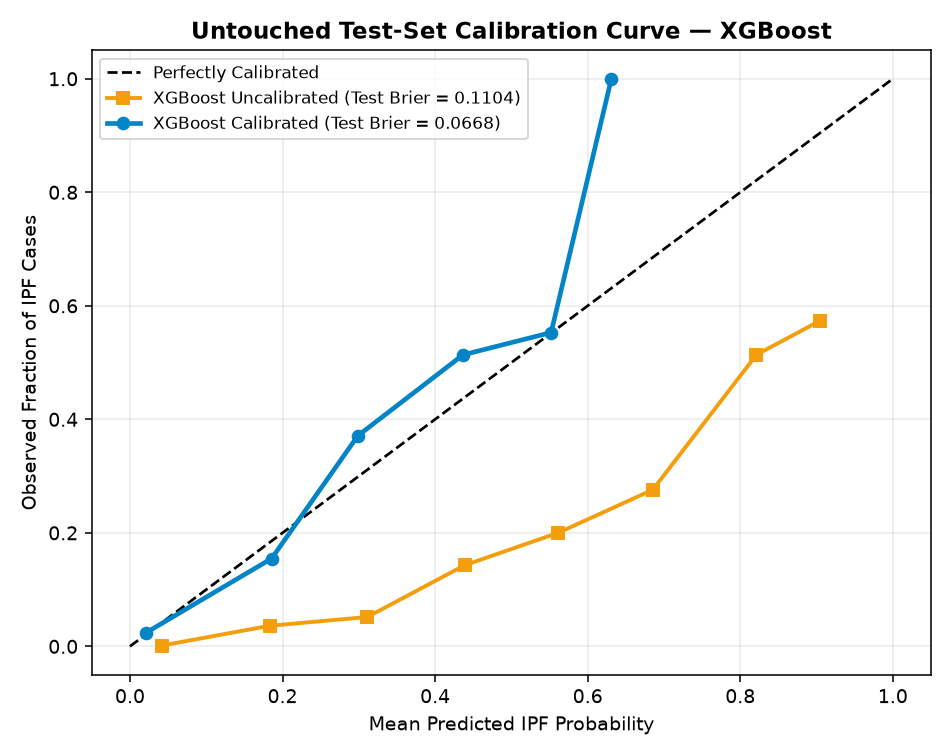 Untouched Test-Set Calibration Curve — XGBoost
Perfectly Calibrated
XGBoost Uncalibrated (Test Brier = 0.1104)
XGBoost Calibrated (Test Brier = 0.0668)
Observed Fraction of IPF Cases
1.0
0.8
0.6
0.4
0.2
0.0
0.0 0.2 0.4 0.6 0.8 1.0
Mean Predicted IPF Probability